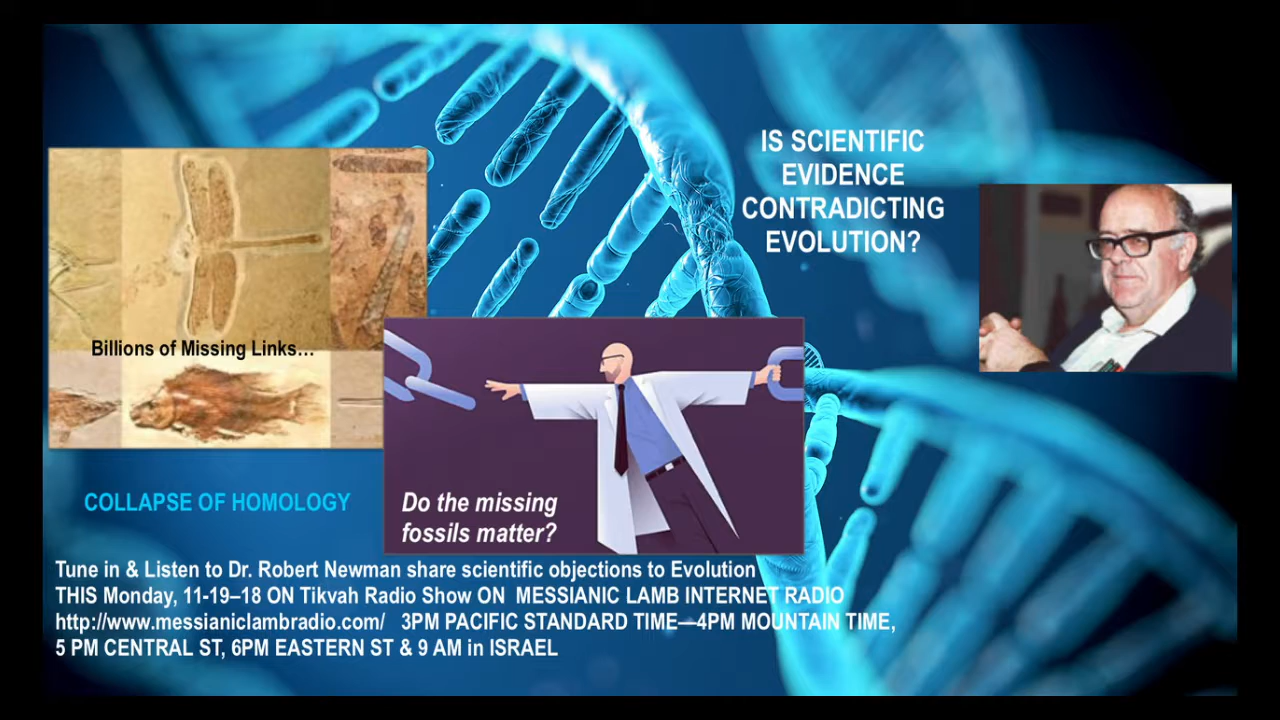 IS SCIENTIFIC
EVIDENCE
CONTRADICTING
EVOLUTION?
Billions of Missing Links...
COLLAPSE OF HOMOLOGY
Do the missing
fossils matter?
Tune in & Listen to Dr. Robert Newman share scientific objections to Evolution
THIS Monday, 11-19–18 ON Tikvah Radio Show ON MESSIANIC LAMB INTERNET RADIO
http://www.messianiclambradio.com/ 3PM PACIFIC STANDARD TIME—4PM MOUNTAIN TIME,
5 PM CENTRAL ST, 6PM EASTERN ST & 9 AM in ISRAEL